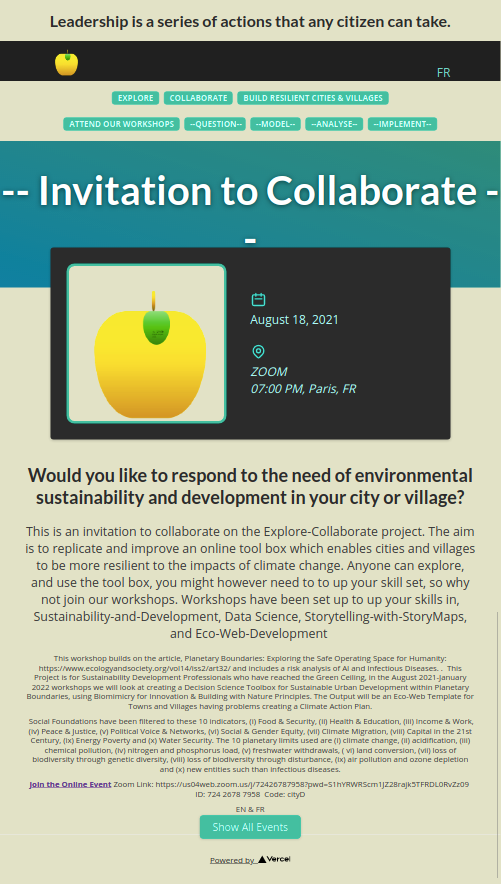 Leadership is a series of actions that any citizen can take.
FR
EXPLORE COLLABORATE BUILD RESILIENT CITIES & VILLAGES
ATTEND OUR WORKSHOPS --QUESTION-- --MODEL-- --ANALYSE-- --IMPLEMENT--
-- Invitation to Collaborate -
-
August 18, 2021
ZOOM
07:00 PM, Paris, FR
Would you like to respond to the need of environmental
sustainability and development in your city or village?
This is an invitation to collaborate on the Explore-Collaborate project. The aim
is to replicate and improve an online tool box which enables cities and villages
to be more resilient to the impacts of climate change. Anyone can explore,
and use the tool box, you might however need to to up your skill set, so why
not join our workshops. Workshops have been set up to up your skills in,
Sustainability-and-Development, Data Science, Storytelling-with-StoryMaps,
and Eco-Web-Development
This workshop builds on the article, Planetary Boundaries: Exploring the Safe Operating Space for Humanity:
https://www.ecologyandsociety.org/vol14/iss2/art32/ and includes a risk analysis of AI and Infectious Diseases. . This
Project is for Sustainability Development Professionals who have reached the Green Ceiling, in the August 2021-January
2022 workshops we will look at creating a Decision Science Toolbox for Sustainable Urban Development within Planetary
Boundaries, using Biomimicry for Innovation & Building with Nature Principles. The Output will be an Eco-Web Template for
Towns and Villages having problems creating a Climate Action Plan.
Social Foundations have been filtered to these 10 indicators, (i) Food & Security, (ii) Health & Education, (iii) Income & Work,
(iv) Peace & Justice, (v) Political Voice & Networks, (vi) Social & Gender Equity, (vii) Climate Migration, (viii) Capital in the 21st
Century, (ix) Energy Poverty and (x) Water Security. The 10 planetary limits used are (i) climate change, (ii) acidification, (iii)
chemical pollution, (iv) nitrogen and phosphorus load, (v) freshwater withdrawals, ( vi) land conversion, (vii) loss of
biodiversity through genetic diversity, (viii) loss of biodiversity through disturbance, (ix) air pollution and ozone depletion
and (x) new entities such than infectious diseases.
Join the Online Event Zoom Link: https://us04web.zoom.us/j/72426787958?pwd=S1hYRWRScm1JZ28rajk5TFRDL0RvZz09
ID: 724 2678 7958 Code: cityD
EN & FR
Show All Events
Powered by Vercel